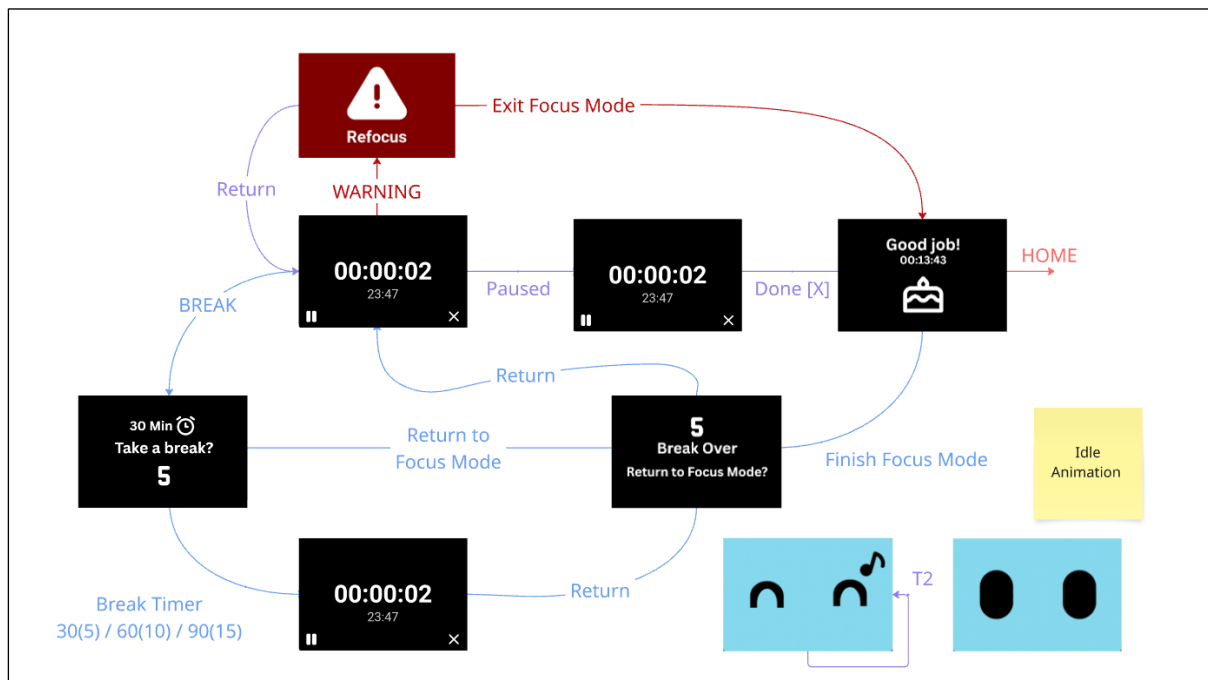 Refocus
Exit Focus Mode
Return
WARNING
00:00:02
23:47
Paused
00:00:02
23:47
Done [X]
Good job!
00:13:43
HOME
BREAK
Return
30 Min
Take a break?
5
Return to
Focus Mode
5
Break Over
Return to Focus Mode?
Finish Focus Mode
Idle
Animation
Break Timer
30(5) / 60(10) / 90(15)
00:00:02
23:47
Return
T2